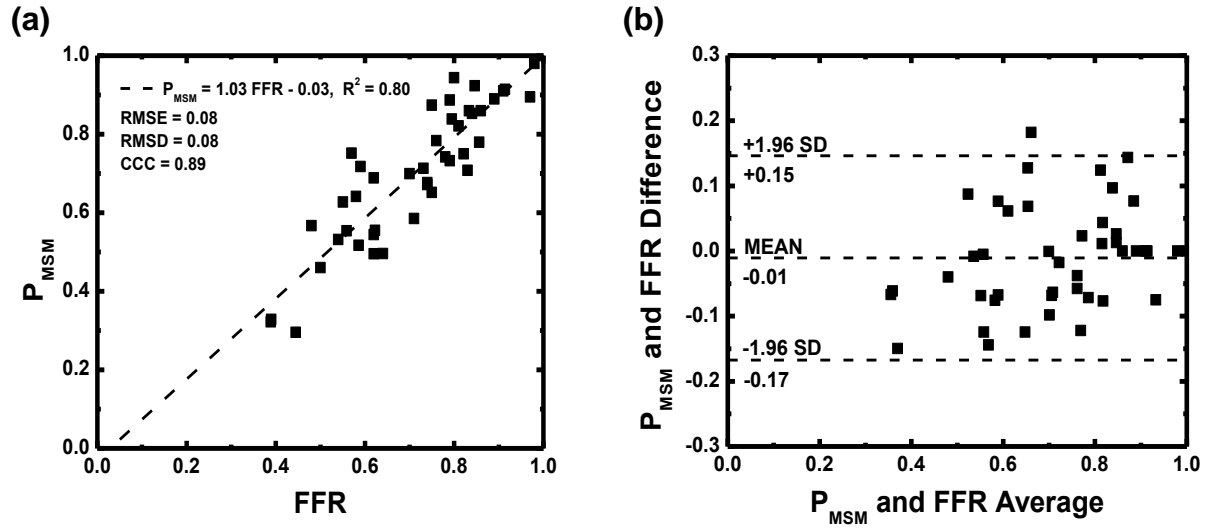 (a)
1.0
0.8
0.6
0.4
0.2
0.0
P_MSM
P_MSM = 1.03 FFR - 0.03, R² = 0.80
RMSE = 0.08
RMSD = 0.08
CCC = 0.89
0.0 0.2 0.4 0.6 0.8 1.0
FFR
(b)
0.3
0.2
0.1
0.0
-0.1
-0.2
-0.3
P_MSM and FFR Difference
+1.96 SD
+0.15
MEAN
-0.01
-1.96 SD
-0.17
0.0 0.2 0.4 0.6 0.8 1.0
P_MSM and FFR Average